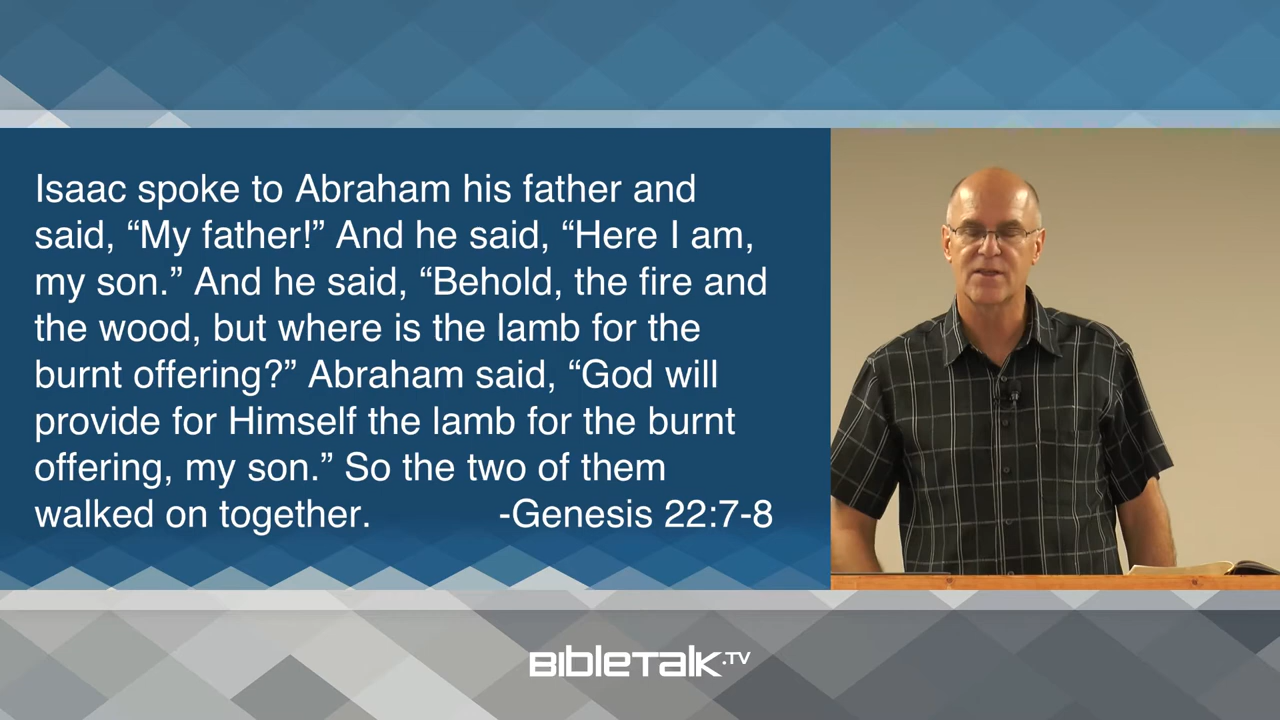 Isaac spoke to Abraham his father and
said, “My father!” And he said, “Here I am,
my son.” And he said, “Behold, the fire and
the wood, but where is the lamb for the
burnt offering?” Abraham said, “God will
provide for Himself the lamb for the burnt
offering, my son.” So the two of them
walked on together. -Genesis 22:7-8
BIBLETALK.TV